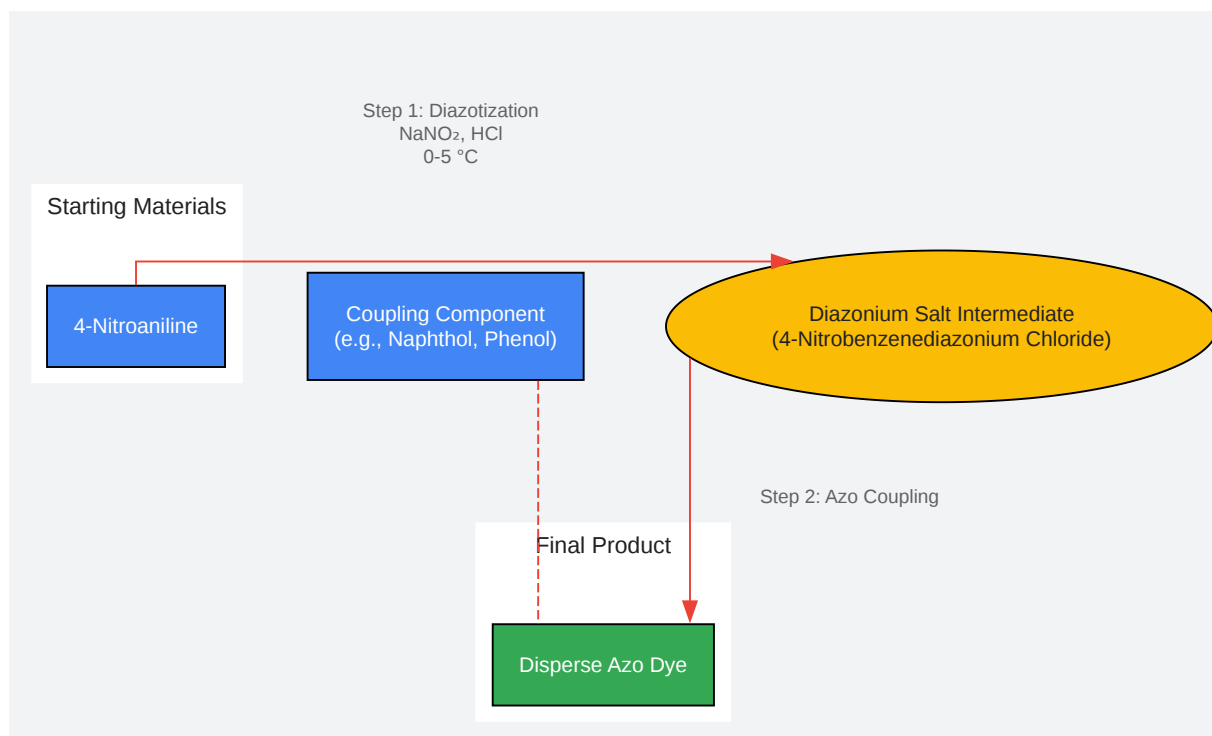 Step 1: Diazotization
NaNO₂, HCl
0-5 °C
Starting Materials
4-Nitroaniline
Coupling Component
(e.g., Naphthol, Phenol)
Diazonium Salt Intermediate
(4-Nitrobenzenediazonium Chloride)
Step 2: Azo Coupling
Final Product
Disperse Azo Dye